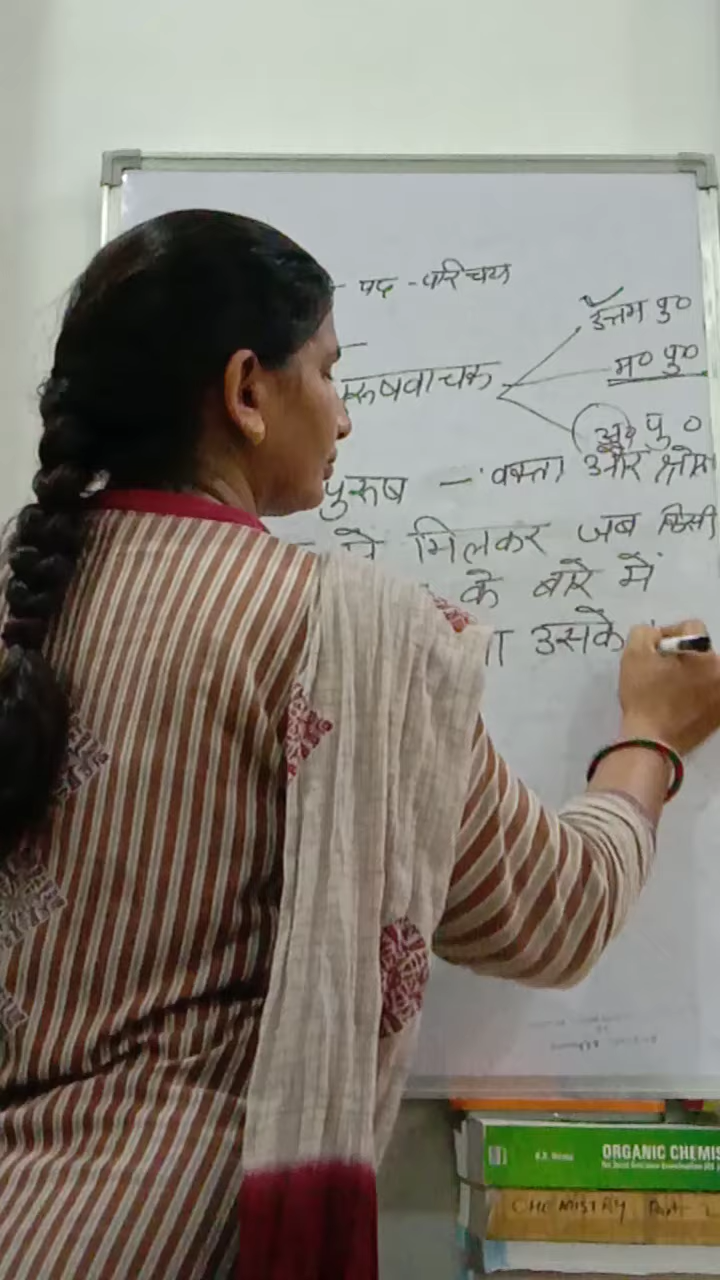 - पद - परिचय
उत्तम पु०
म० पु०
रूषवाचक
अ० पु०
पुरूष - वक्ता और श्रोता
ने मिलकर जब किसी
के बारे में
उसके
ORGANIC CHEMIS
CHEMISTRY Part-